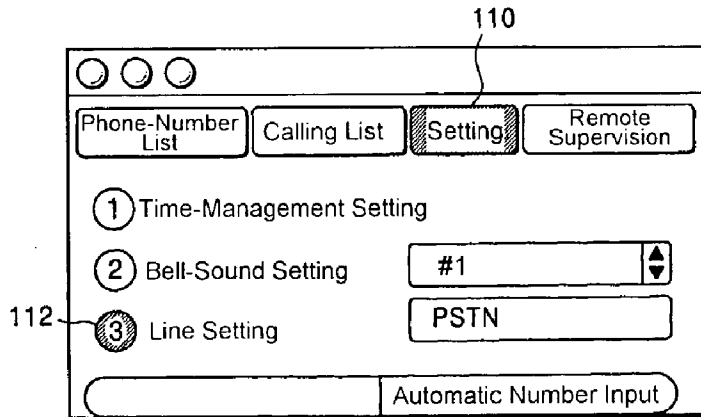 110
Phone-Number List
Calling List
Setting
Remote Supervision
1 Time-Management Setting
2 Bell-Sound Setting
#1
112
3 Line Setting
PSTN
Automatic Number Input